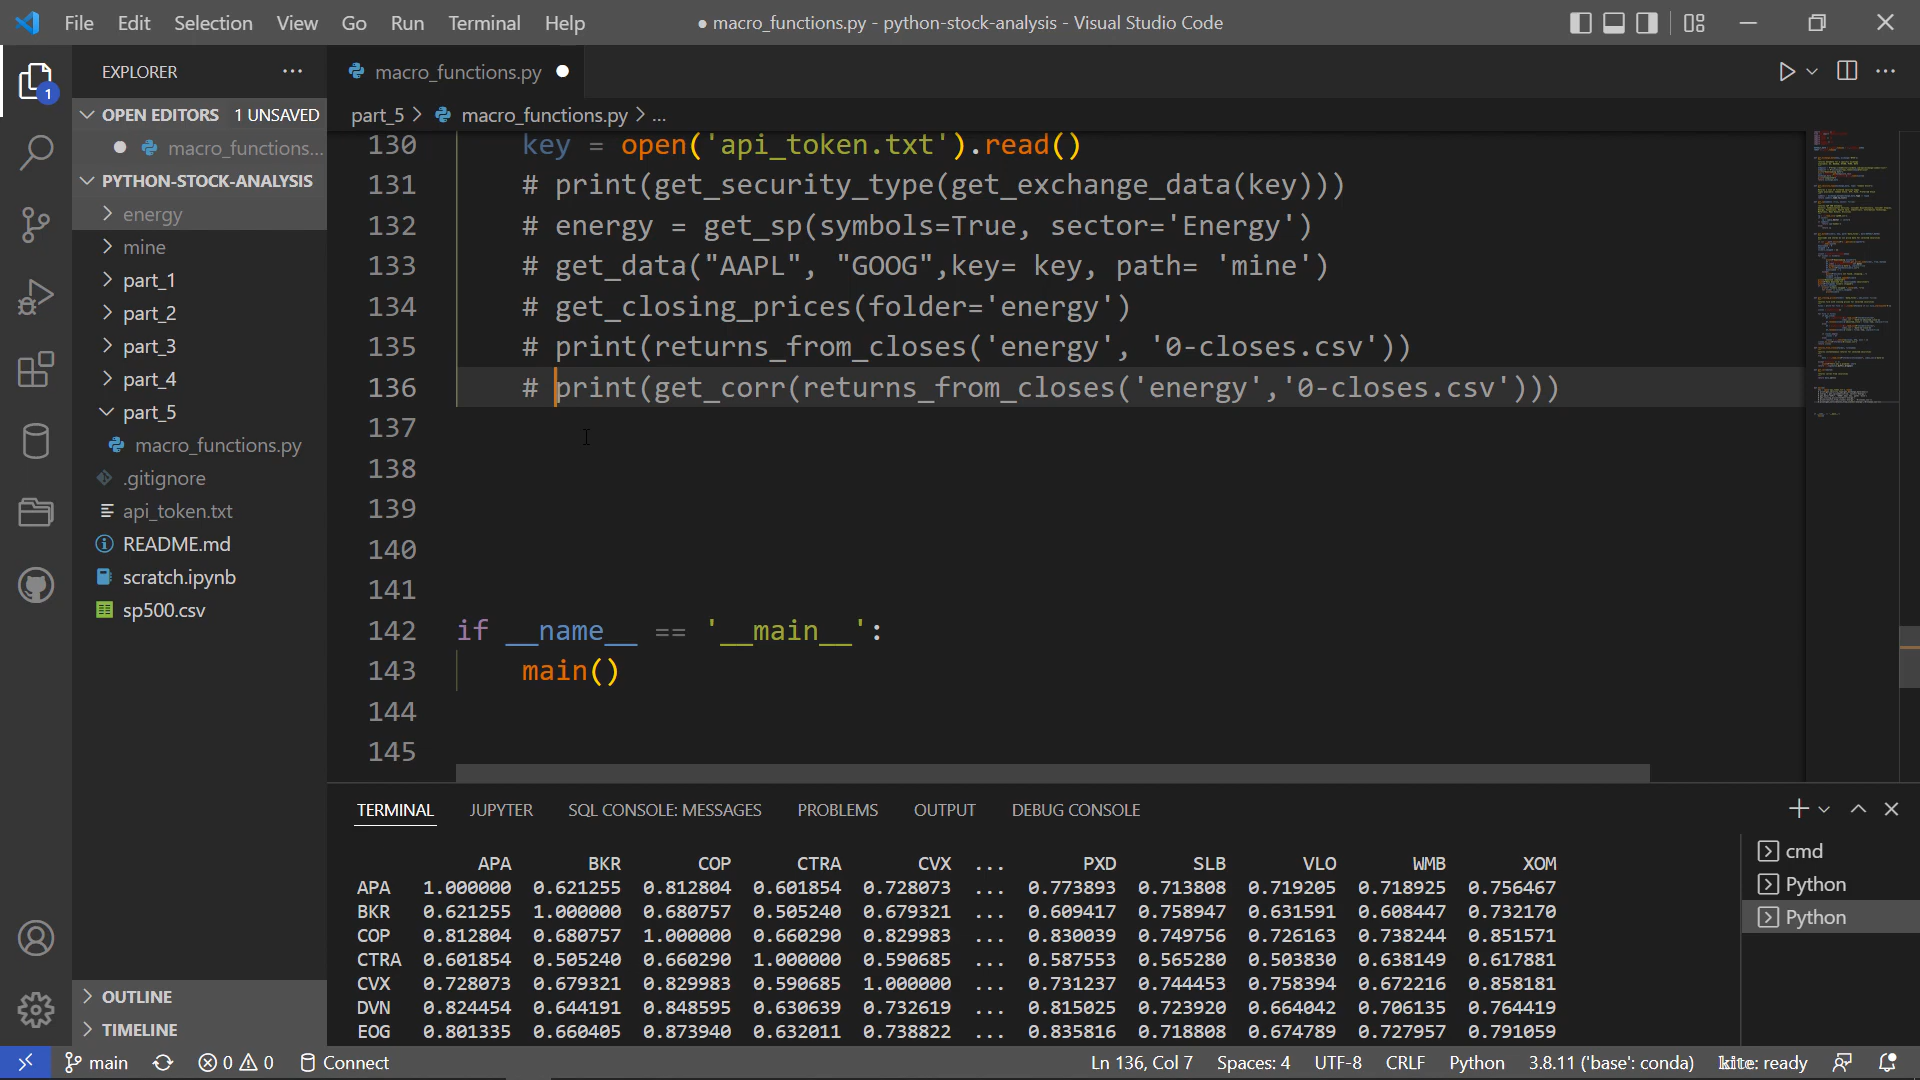 File Edit Selection View Go Run Terminal Help
● macro_functions.py - python-stock-analysis - Visual Studio Code
EXPLORER ...
1
OPEN EDITORS 1 UNSAVED
● macro_functions...
PYTHON-STOCK-ANALYSIS
energy
mine
part_1
part_2
part_3
part_4
part_5
macro_functions.py
.gitignore
api_token.txt
README.md
scratch.ipynb
sp500.csv
OUTLINE
TIMELINE
macro_functions.py ●
part_5 > macro_functions.py > ...
130 key = open('api_token.txt').read()
131 # print(get_security_type(get_exchange_data(key)))
132 # energy = get_sp(symbols=True, sector='Energy')
133 # get_data("AAPL", "GOOG",key= key, path= 'mine')
134 # get_closing_prices(folder='energy')
135 # print(returns_from_closes('energy', '0-closes.csv'))
136 # print(get_corr(returns_from_closes('energy','0-closes.csv')))
137
138
139
140
141
142 if __name__ == '__main__':
143 main()
144
145
TERMINAL JUPYTER SQL CONSOLE: MESSAGES PROBLEMS OUTPUT DEBUG CONSOLE
APA BKR COP CTRA CVX ... PXD SLB VLO WMB XOM
APA 1.000000 0.621255 0.812804 0.601854 0.728073 ... 0.773893 0.713808 0.719205 0.718925 0.756467
BKR 0.621255 1.000000 0.680757 0.505240 0.679321 ... 0.609417 0.758947 0.631591 0.608447 0.732170
COP 0.812804 0.680757 1.000000 0.660290 0.829983 ... 0.830039 0.749756 0.726163 0.738244 0.851571
CTRA 0.601854 0.505240 0.660290 1.000000 0.590685 ... 0.587553 0.565280 0.503830 0.638149 0.617881
CVX 0.728073 0.679321 0.829983 0.590685 1.000000 ... 0.731237 0.744453 0.758394 0.672216 0.858181
DVN 0.824454 0.644191 0.848595 0.630639 0.732619 ... 0.815025 0.723920 0.664042 0.706135 0.764419
EOG 0.801335 0.660405 0.873940 0.632011 0.738822 ... 0.835816 0.718808 0.674789 0.727957 0.791059
cmd
Python
Python
main 0 0 Connect
Ln 136, Col 7 Spaces: 4 UTF-8 CRLF Python 3.8.11 ('base': conda) kite: ready